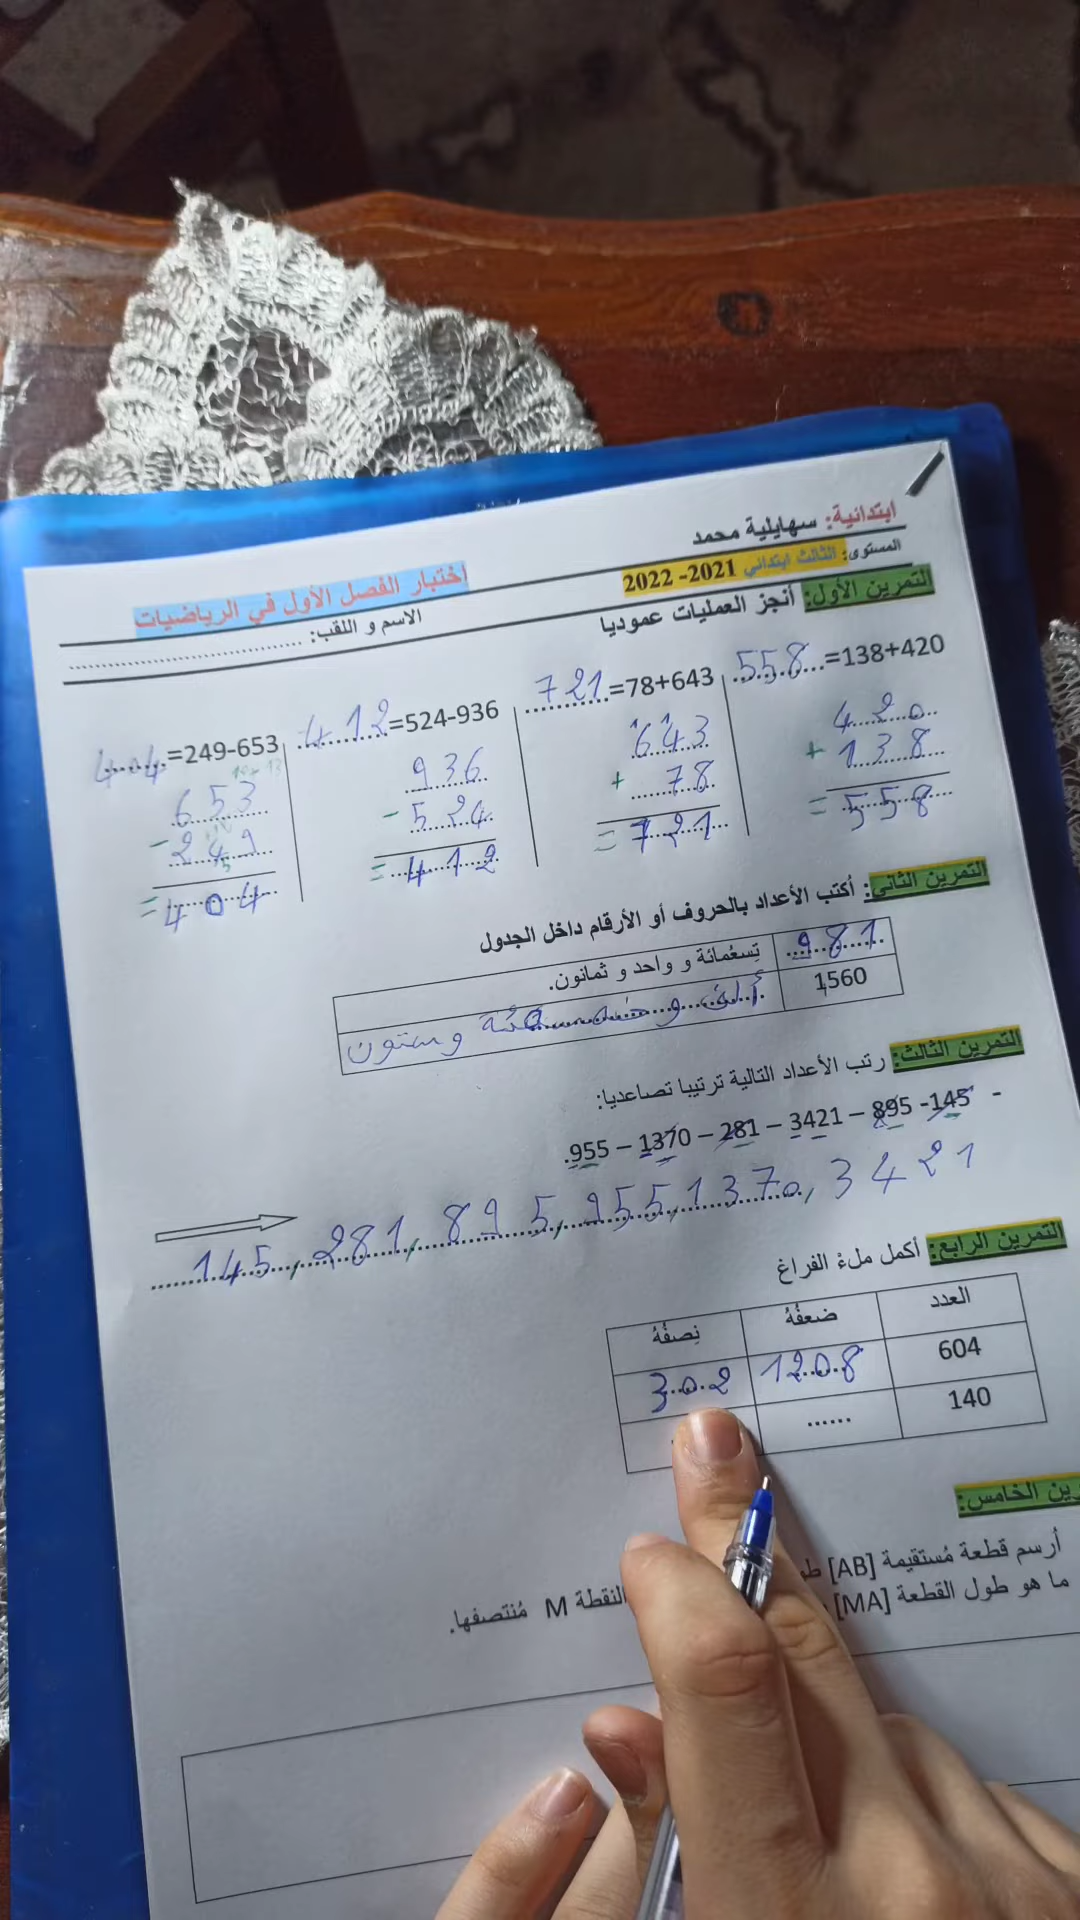 ابتدائية: سهايلية محمد
المستوى: الثالث ابتدائي 2021- 2022
اختبار الفصل الأول في الرياضيات
الاسم و اللقب: ........................................
التمرين الأول: أنجز العمليات عموديا
558=138+420
721=78+643
412=524-936
404=249-653
420
+ 138
= 558
643
+ 78
= 721
936
- 524
= 412
653
- 249
= 404
التمرين الثاني: أكتب الأعداد بالحروف أو الأرقام داخل الجدول
981 تِسعُمائة و واحد و ثمانون.
1560 ألف و خمسمائة وستون
التمرين الثالث: رتب الأعداد التالية ترتيبا تصاعديا:
- 145- 895 – 3421 – 281 – 1370 – 955.
145, 281, 895, 955, 1370, 3421
التمرين الرابع: أكمل ملءْ الفراغ
العدد ضعفُهُ نِصفُهُ
604 1208 302
140 ......
رين الخامس:
أرسم قطعة مُستقيمة [AB] طو
النقطة M مُنتصفها.
ما هو طول القطعة [MA]